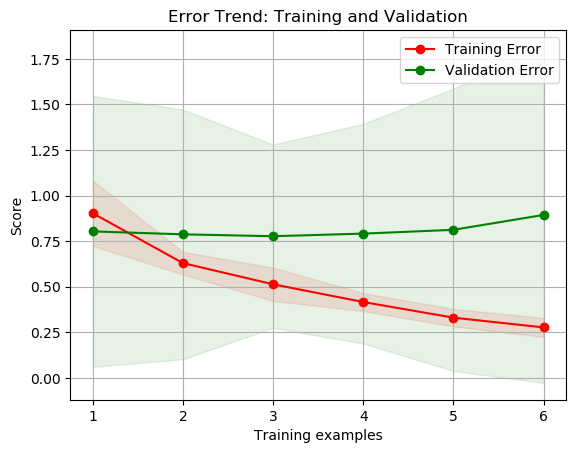 Error Trend: Training and Validation
Training Error
Validation Error
Score
1.75
1.50
1.25
1.00
0.75
0.50
0.25
0.00
1 2 3 4 5 6
Training examples